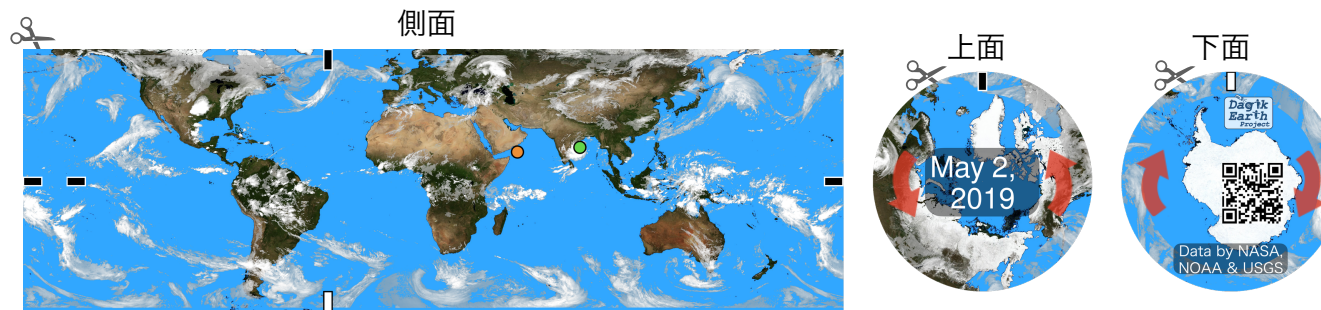 側面
上面
下面
May 2,
2019
Dagik
Earth
Project
Data by NASA,
NOAA & USGS